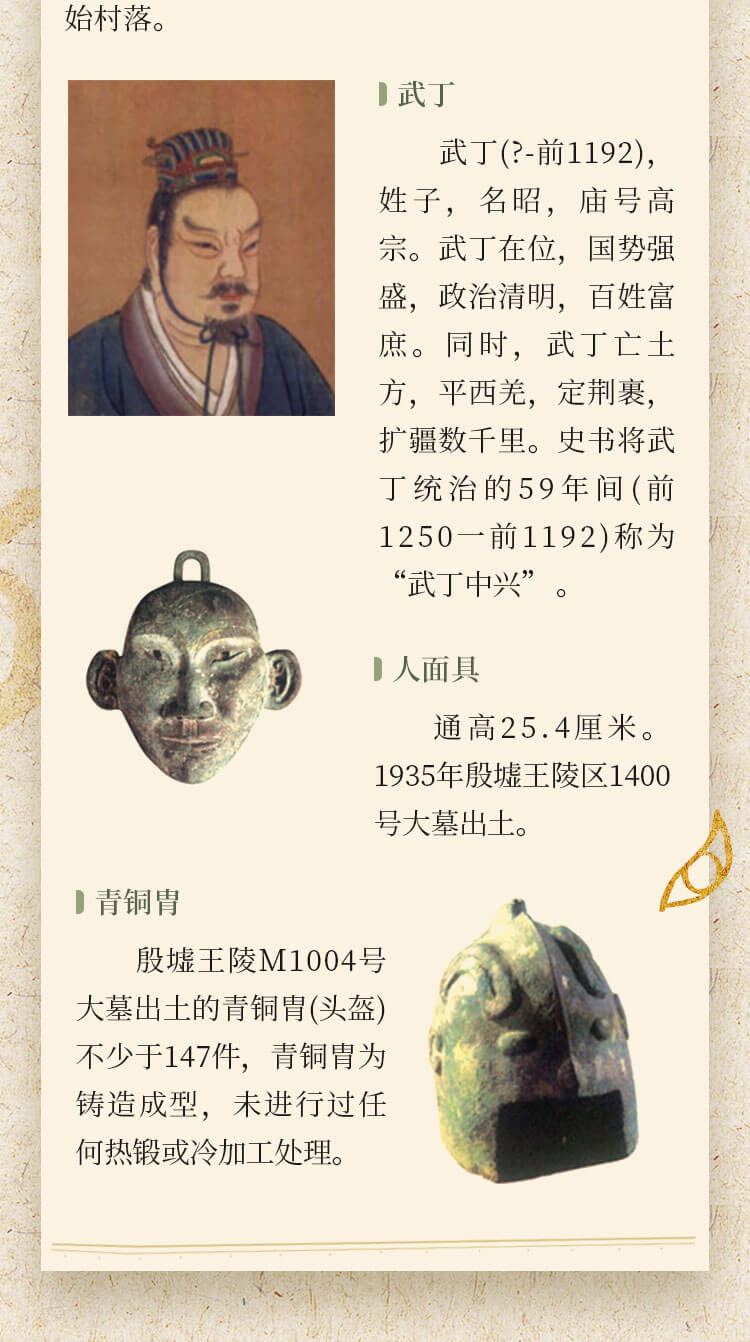 始村落。
武丁
武丁(?-前1192)，
姓子，名昭，庙号高
宗。武丁在位，国势强
盛，政治清明，百姓富
庶。同时，武丁亡土
方，平西羌，定荆裹，
扩疆数千里。史书将武
丁统治的59年间(前
1250一前1192)称为
“武丁中兴”。
人面具
通高25.4厘米。
1935年殷墟王陵区1400
号大墓出土。
青铜胄
殷墟王陵M1004号
大墓出土的青铜胄(头盔)
不少于147件，青铜胄为
铸造成型，未进行过任
何热锻或冷加工处理。